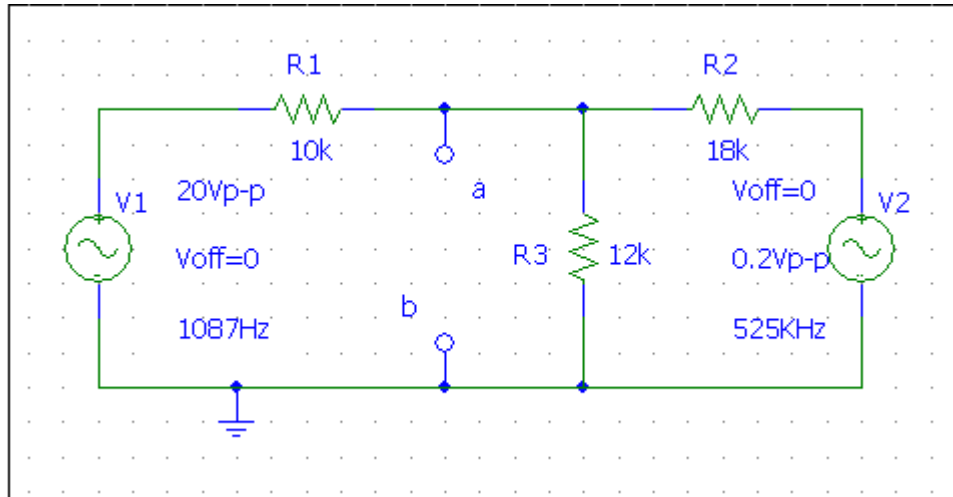 R1
R2
10k
18k
V1
20Vp-p
a
Voff=0
V2
Voff=0
R3
12k
0.2Vp-p
b
1087Hz
525KHz